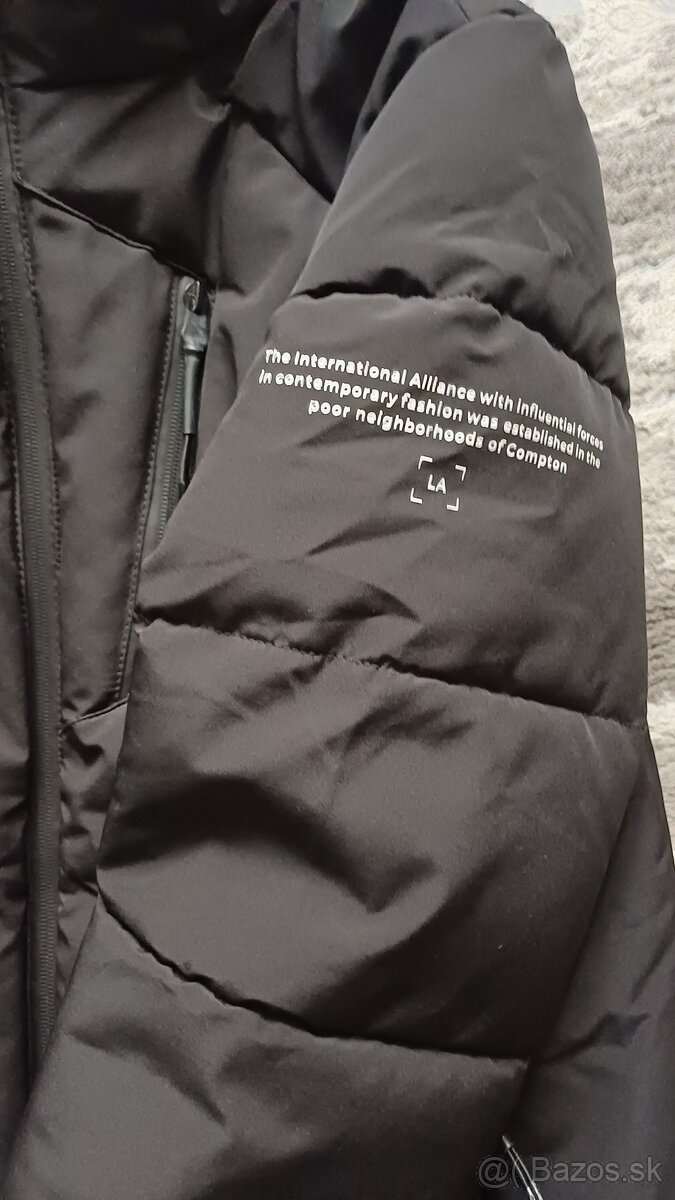 The International Alliance with influential forces
in contemporary fashion was established in the
poor neighborhoods of Compton
LA
@( Bazos.sk